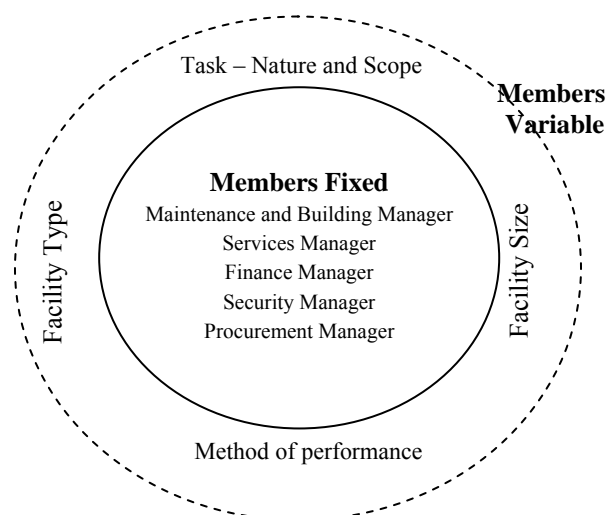 Task – Nature and Scope
Members
Variable
Members Fixed
Maintenance and Building Manager
Services Manager
Finance Manager
Security Manager
Procurement Manager
Facility Type
Facility Size
Method of performance